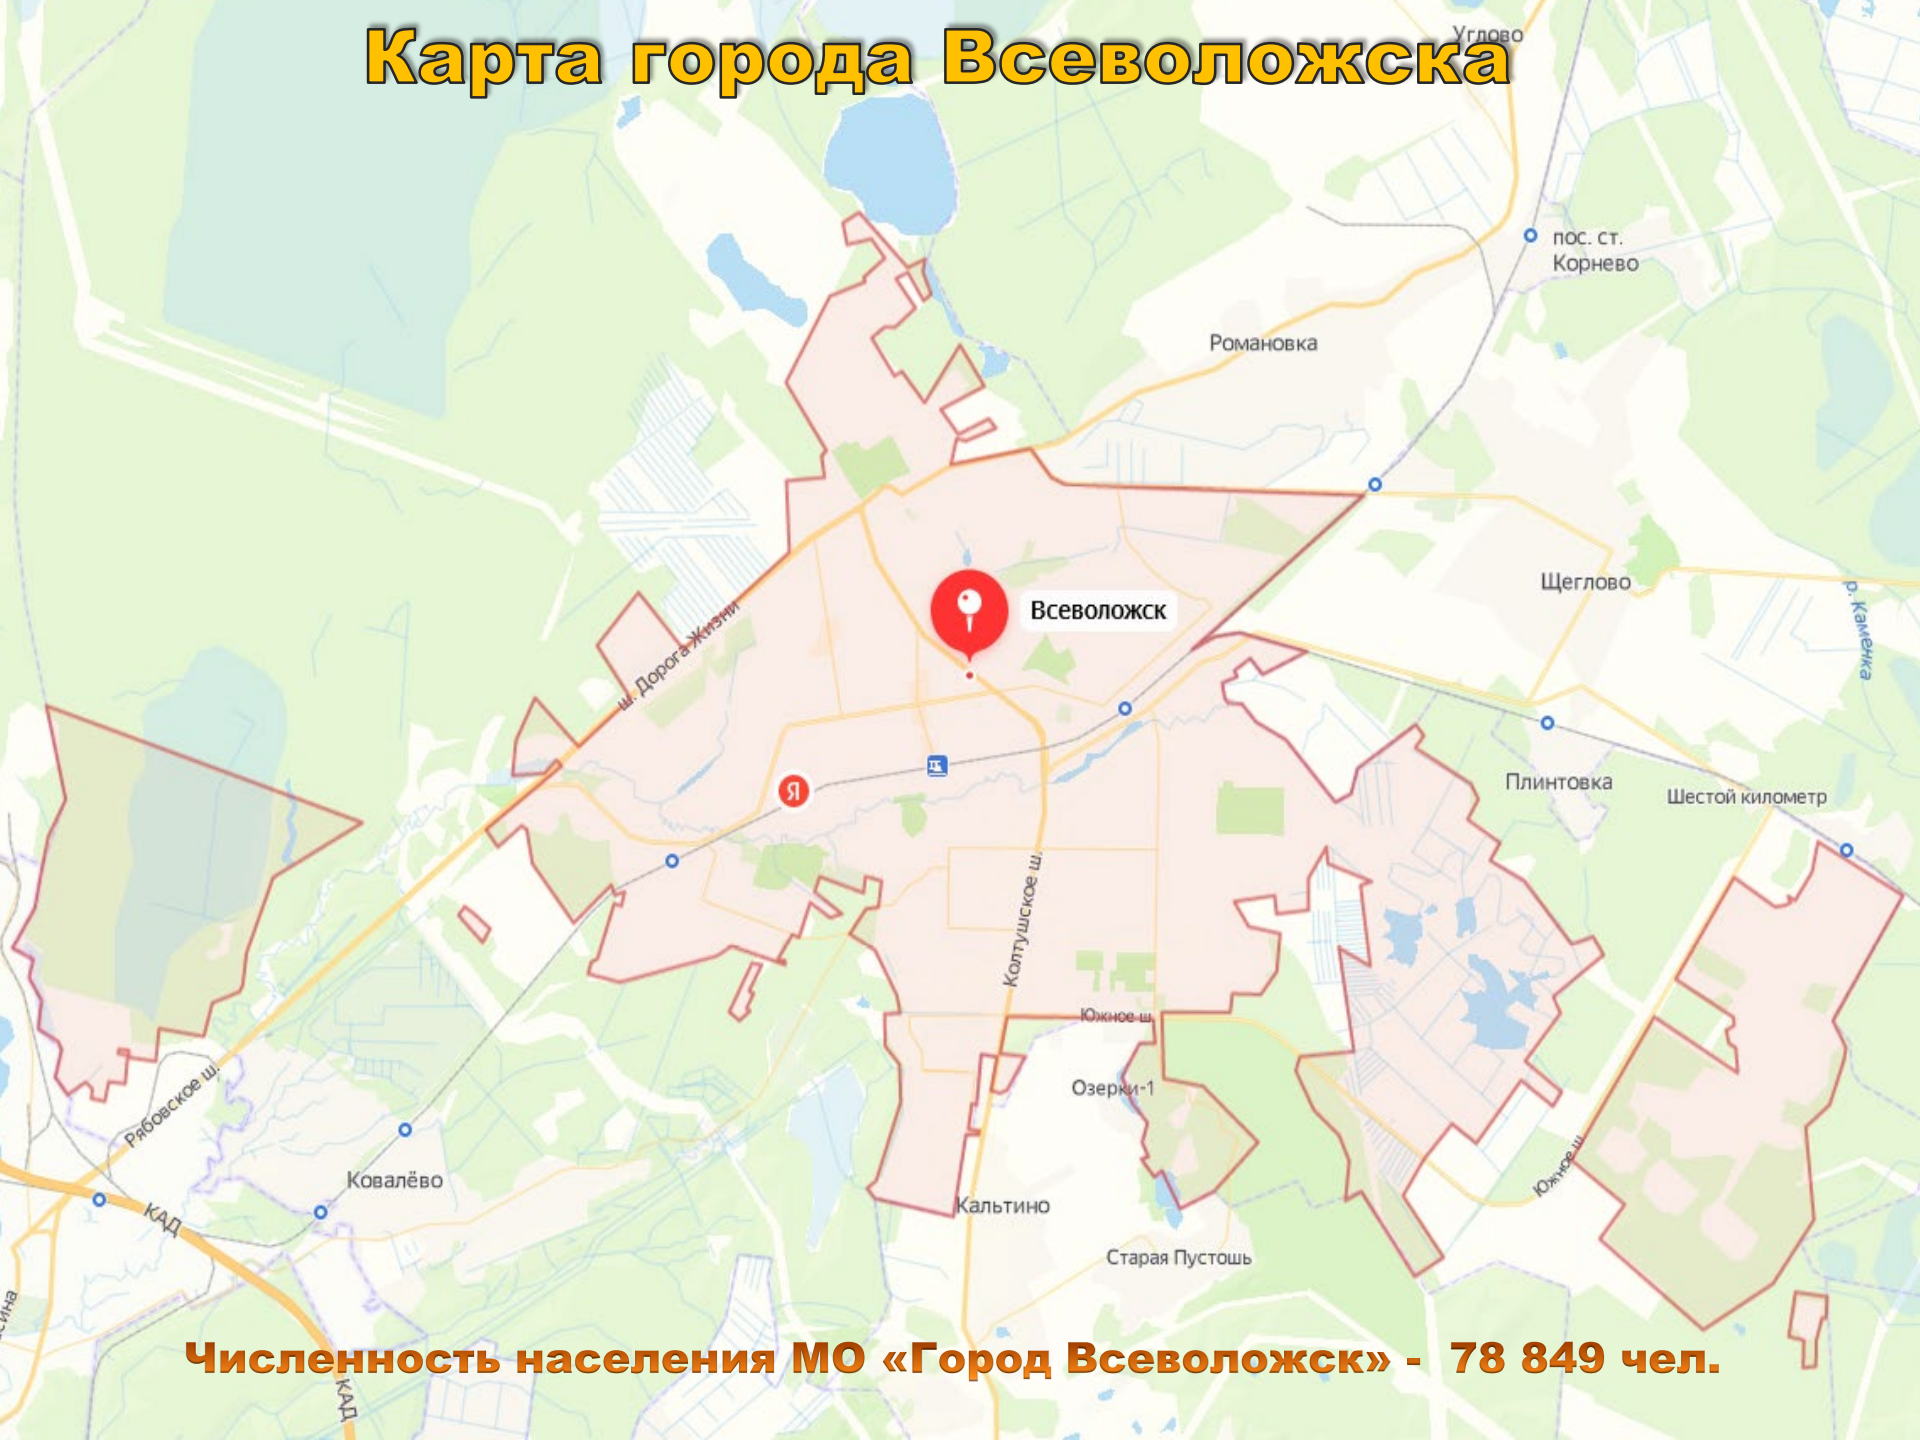 Карта города Всеволожска
Углово
пос. ст.
Корнево
Романовка
Щеглово
р. Каменка
Всеволожск
ш. Дорога Жизни
Плинтовка
Шестой километр
Я
Колтушское ш.
Южное ш.
Озерки-1
Рябовское ш.
Южное ш.
Ковалёво
КАД
Кальтино
Старая Пустошь
Численность населения МО «Город Всеволожск» - 78 849 чел.
КАД